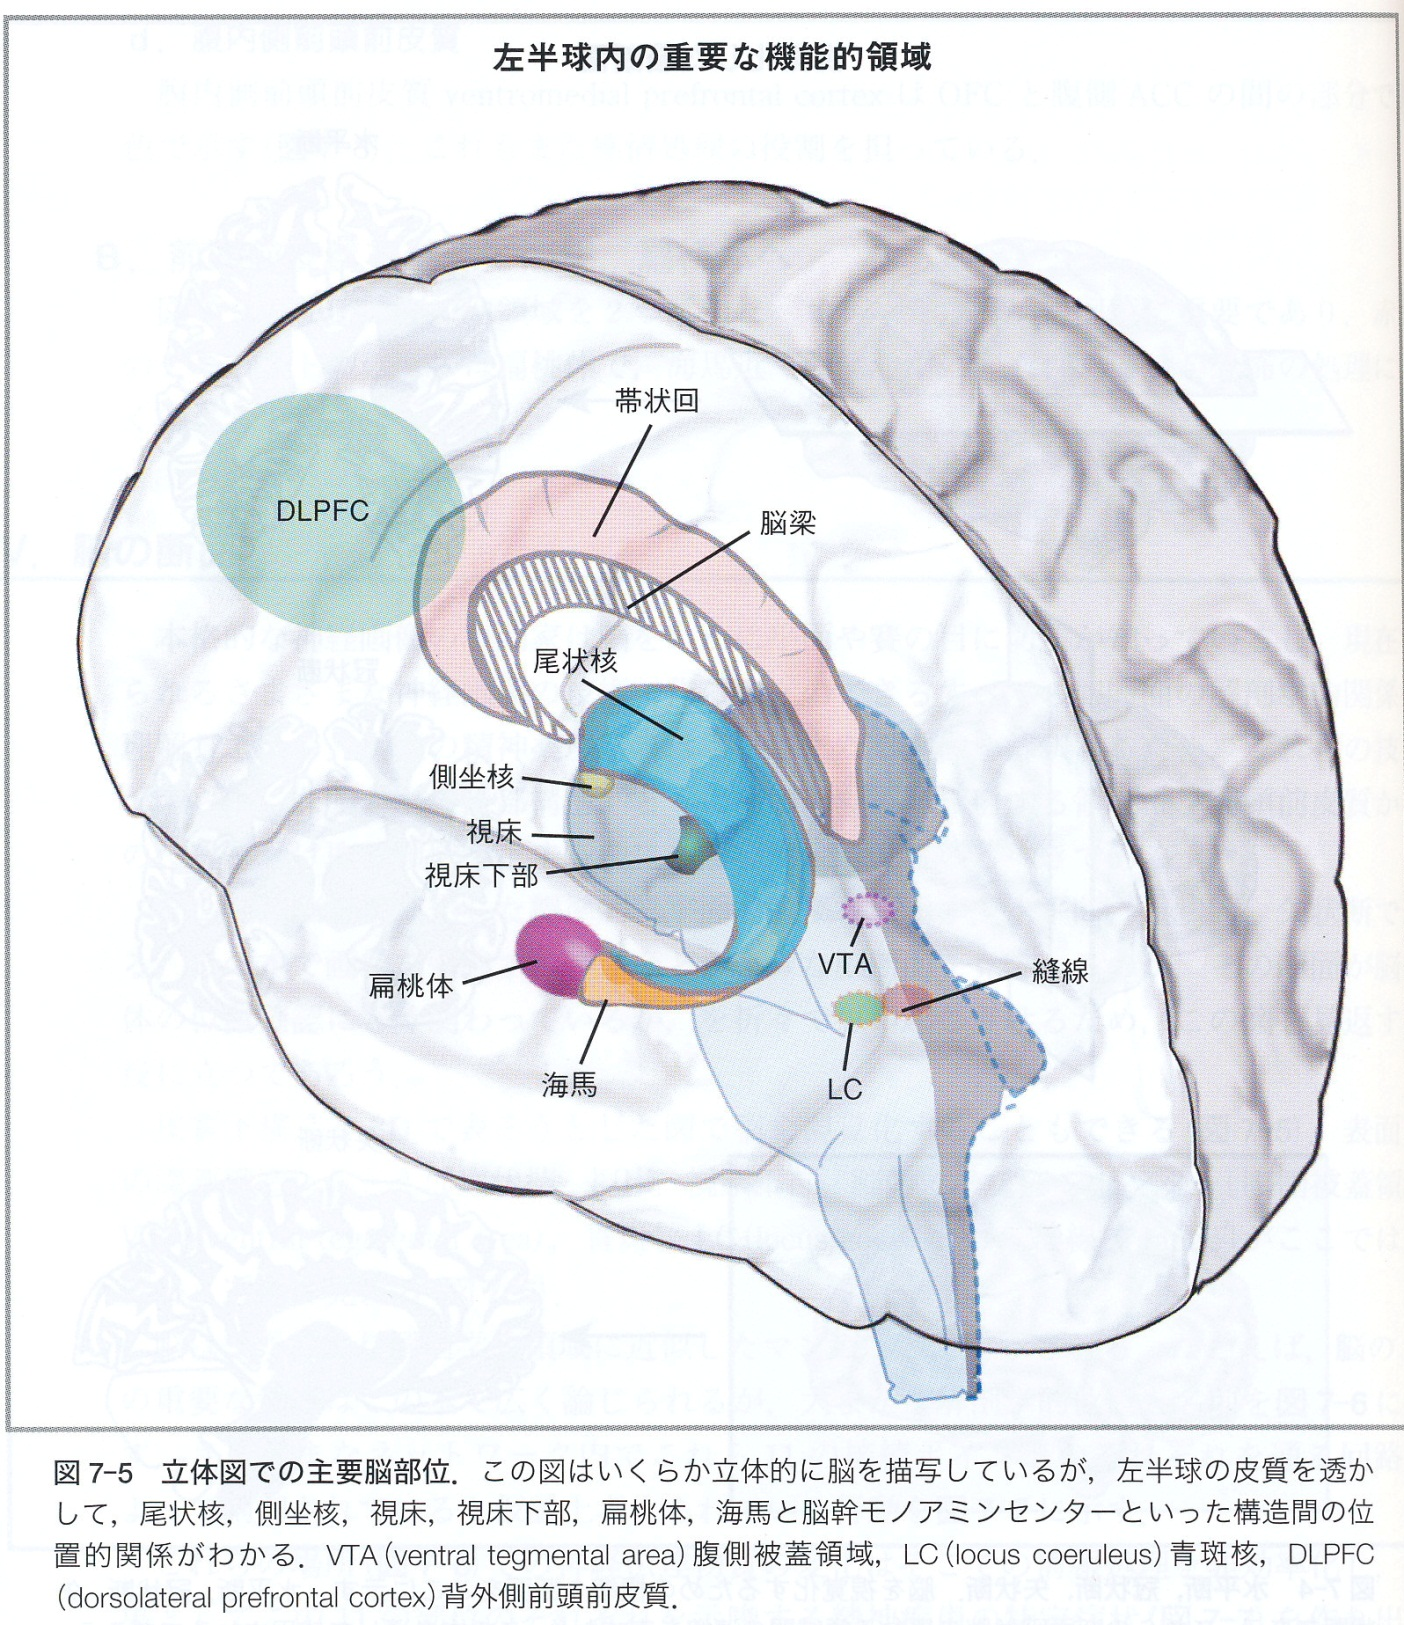 左半球内の重要な機能的領域
帯状回
DLPFC
脳梁
尾状核
側坐核
視床
視床下部
VTA
縫線
扁桃体
海馬
LC
図 7-5　立体図での主要脳部位．この図はいくらか立体的に脳を描写しているが，左半球の皮質を透か
して，尾状核，側坐核，視床，視床下部，扁桃体，海馬と脳幹モノアミンセンターといった構造間の位
置的関係がわかる．VTA（ventral tegmental area）腹側被蓋領域，LC（locus coeruleus）青斑核，DLPFC
（dorsolateral prefrontal cortex）背外側前頭前皮質．